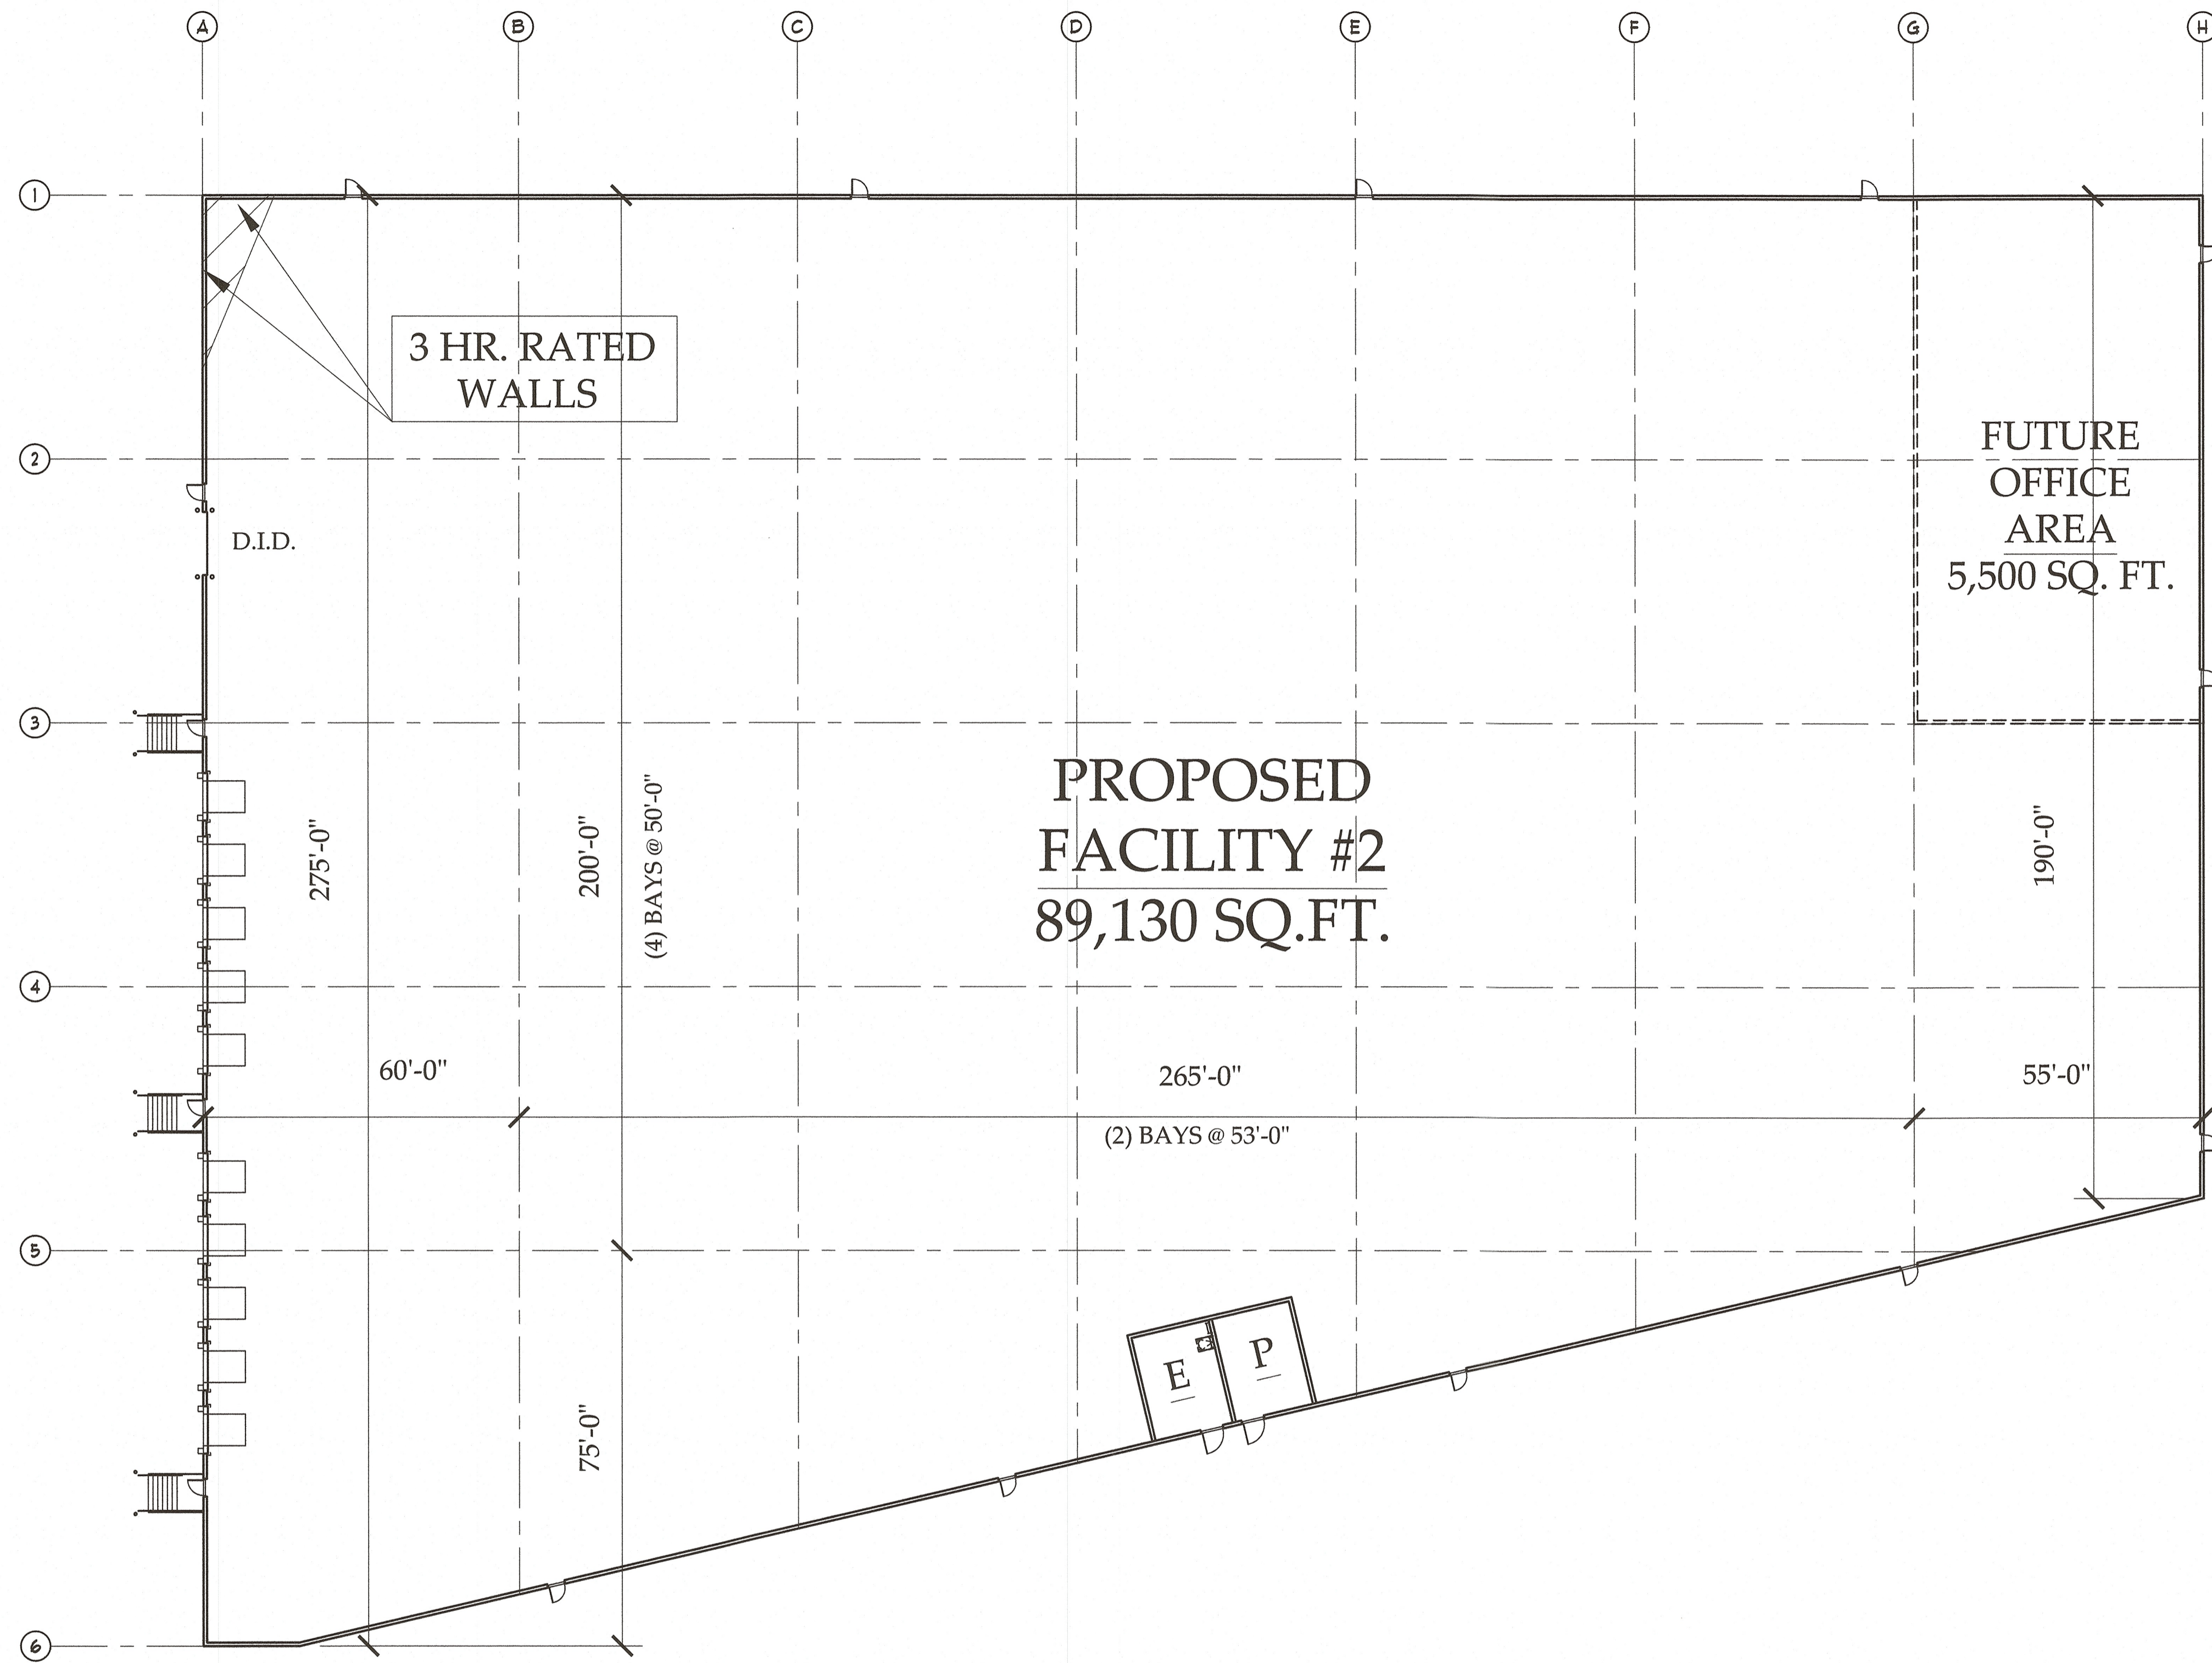 A B C D E F G H
1
3 HR. RATED
WALLS
2
FUTURE
OFFICE
AREA
5,500 SQ. FT.
D.I.D.
3
PROPOSED
FACILITY #2
89,130 SQ.FT.
275'-0"
200'-0"
(4) BAYS @ 50'-0"
190'-0"
4
60'-0"
265'-0"
55'-0"
(2) BAYS @ 53'-0"
5
E
P
75'-0"
6